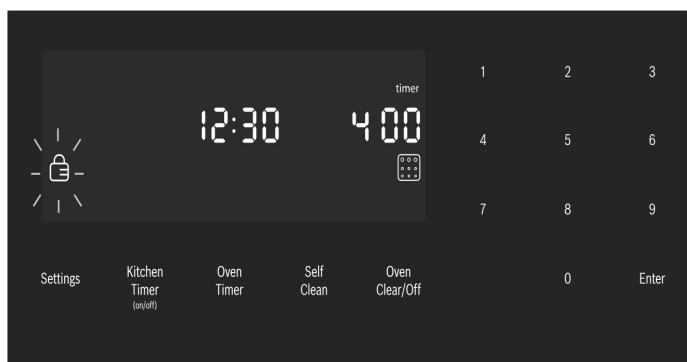 timer
12:30 4 00
1 2 3
4 5 6
7 8 9
0 Enter
Settings
Kitchen
Timer
(on/off)
Oven
Timer
Self
Clean
Oven
Clear/Off